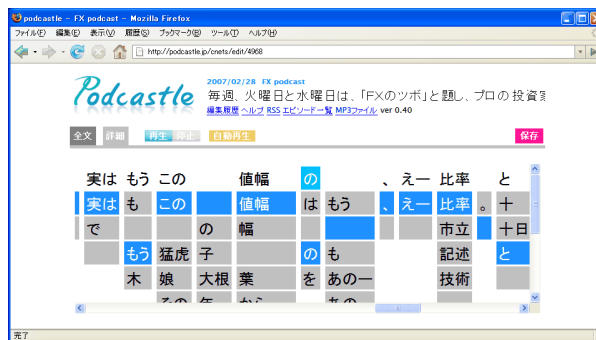 podcastle - FX podcast - Mozilla Firefox
ファイル(F) 編集(E) 表示(V) 履歴(S) ブックマーク(B) ツール(T) ヘルプ(H)
http://podcastle.jp/cnets/edit/4968
Podcastle
2007/02/28 FX podcast
毎週、火曜日と水曜日は、「FXのツボ」と題し、プロの投資
編集履歴 ヘルプ RSS エピソード一覧 MP3ファイル ver 0.40
全文 詳細 再生 停止 自動再生 保存
実は もう この 値幅 の 、 えー 比率 と
実は も この 値幅 は もう 、 えー 比率 。 十
で の 幅 市立 十日
もう 猛虎 子 の も 記述 と
木 娘 大根 葉 を あの一 技術
完了